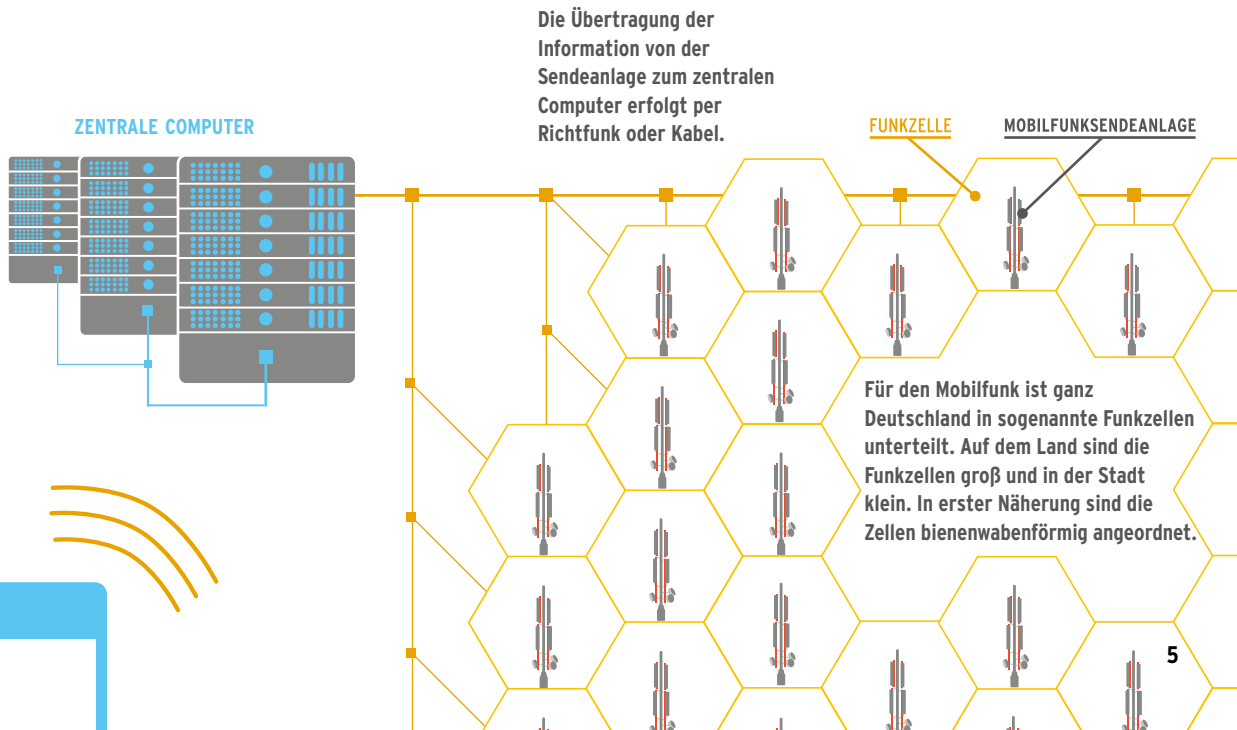 Die Übertragung der
Information von der
Sendeanlage zum zentralen
Computer erfolgt per
Richtfunk oder Kabel.
ZENTRALE COMPUTER
FUNKZELLE
MOBILFUNKSENDEANLAGE
Für den Mobilfunk ist ganz
Deutschland in sogenannte Funkzellen
unterteilt. Auf dem Land sind die
Funkzellen groß und in der Stadt
klein. In erster Näherung sind die
Zellen bienenwabenförmig angeordnet.
5